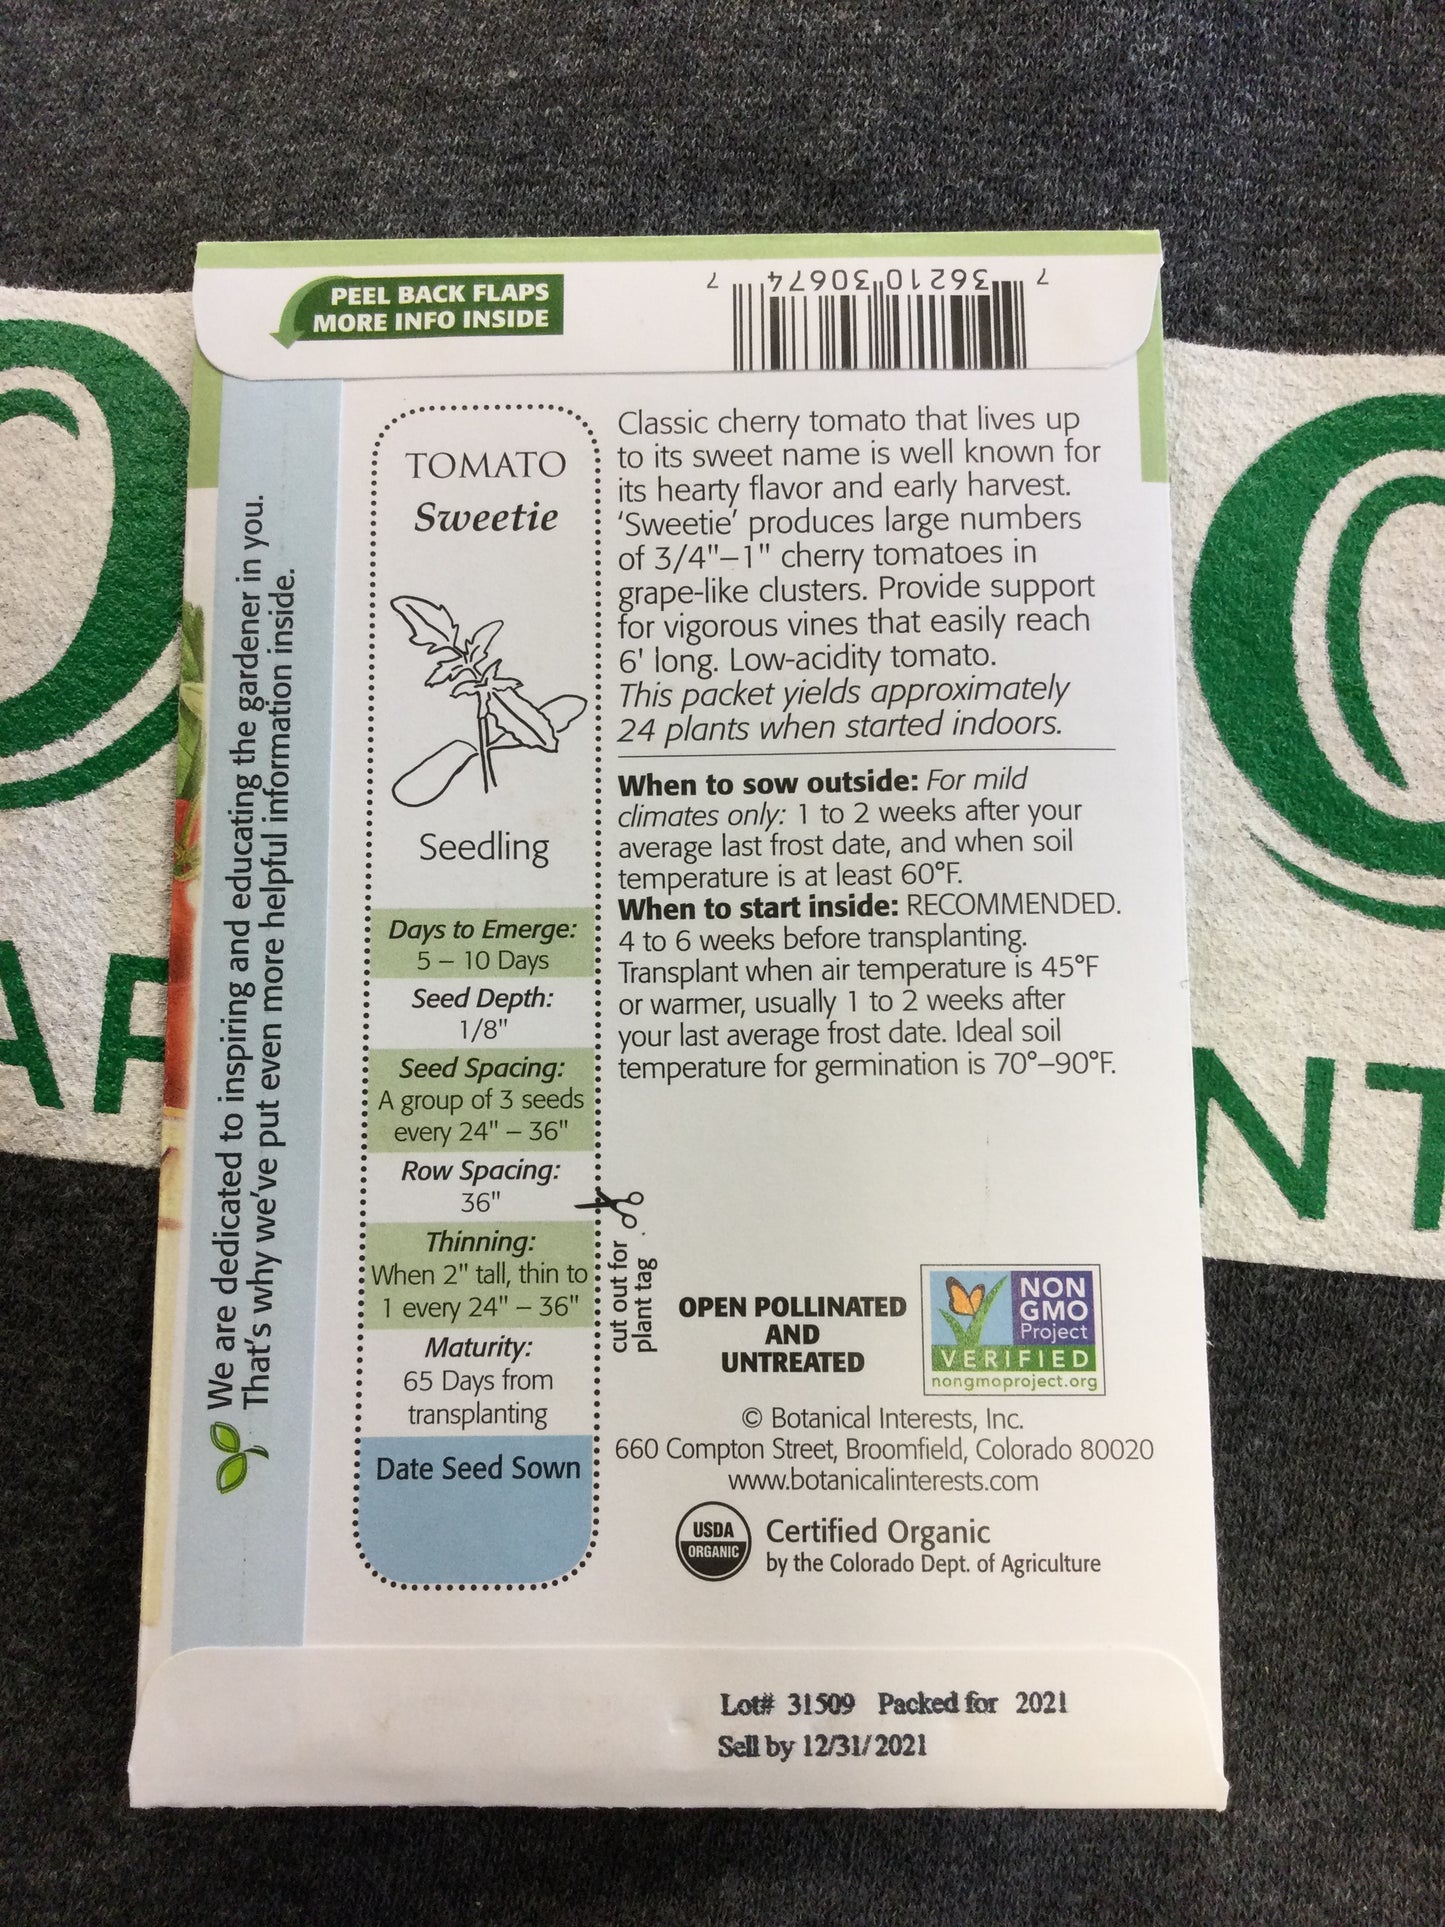 PEEL BACK FLAPS
MORE INFO INSIDE
7 36210 30674 7
We are dedicated to inspiring and educating the gardener in you.
That's why we've put even more helpful information inside.
TOMATO
Sweetie
Seedling
Days to Emerge:
5 – 10 Days
Seed Depth:
1/8"
Seed Spacing:
A group of 3 seeds
every 24" – 36"
Row Spacing:
36"
Thinning:
When 2" tall, thin to
1 every 24" – 36"
Maturity:
65 Days from
transplanting
Date Seed Sown
cut out for
plant tag
Classic cherry tomato that lives up
to its sweet name is well known for
its hearty flavor and early harvest.
‘Sweetie’ produces large numbers
of 3/4"–1" cherry tomatoes in
grape-like clusters. Provide support
for vigorous vines that easily reach
6' long. Low-acidity tomato.
This packet yields approximately
24 plants when started indoors.
When to sow outside: For mild
climates only: 1 to 2 weeks after your
average last frost date, and when soil
temperature is at least 60°F.
When to start inside: RECOMMENDED.
4 to 6 weeks before transplanting.
Transplant when air temperature is 45°F
or warmer, usually 1 to 2 weeks after
your last average frost date. Ideal soil
temperature for germination is 70°–90°F.
OPEN POLLINATED
AND
UNTREATED
NON
GMO
Project
VERIFIED
nongmoproject.org
© Botanical Interests, Inc.
660 Compton Street, Broomfield, Colorado 80020
www.botanicalinterests.com
USDA
ORGANIC
Certified Organic
by the Colorado Dept. of Agriculture
Lot# 31509 Packed for 2021
Sell by 12/31/2021